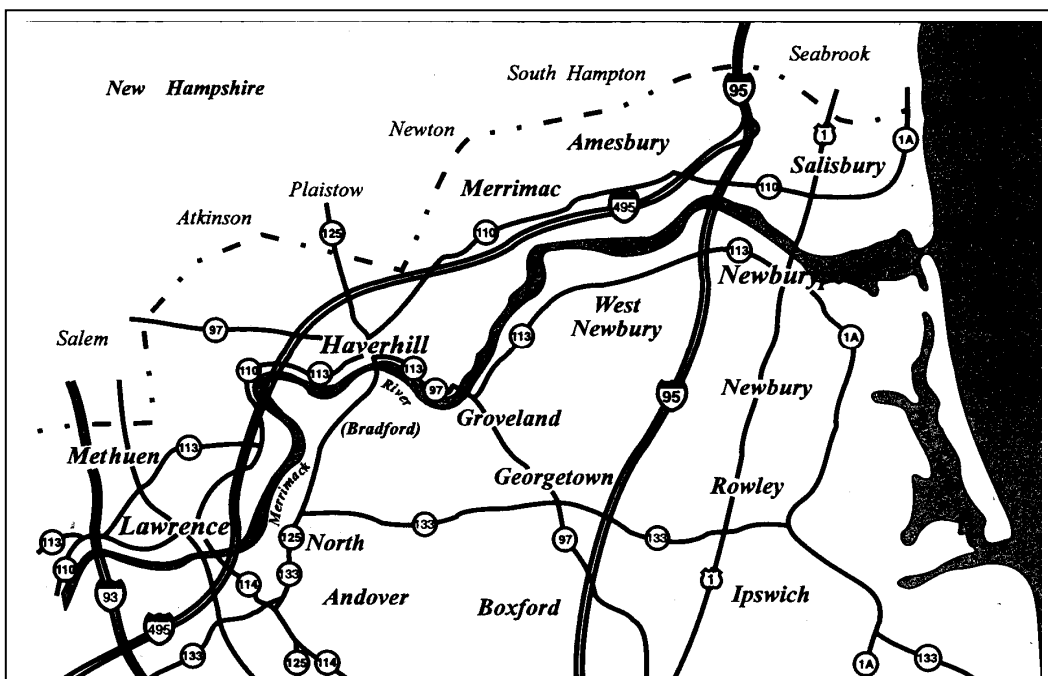 Seabrook
South Hampton
New Hampshire
95
Newton
1
Amesbury
1A
Salisbury
Plaistow
Merrimac
110
495
Atkinson
125
110
113
Newburyp
West
Newbury
97
113
1A
Salem
Haverhill
110
113
113
97
River
95
Newbury
Groveland
(Bradford)
113
Methuen
Merrimack
Georgetown
Rowley
Lawrence
133
125
North
97
133
113
110
114
133
1
93
Andover
Boxford
Ipswich
495
133
125
114
1A
133